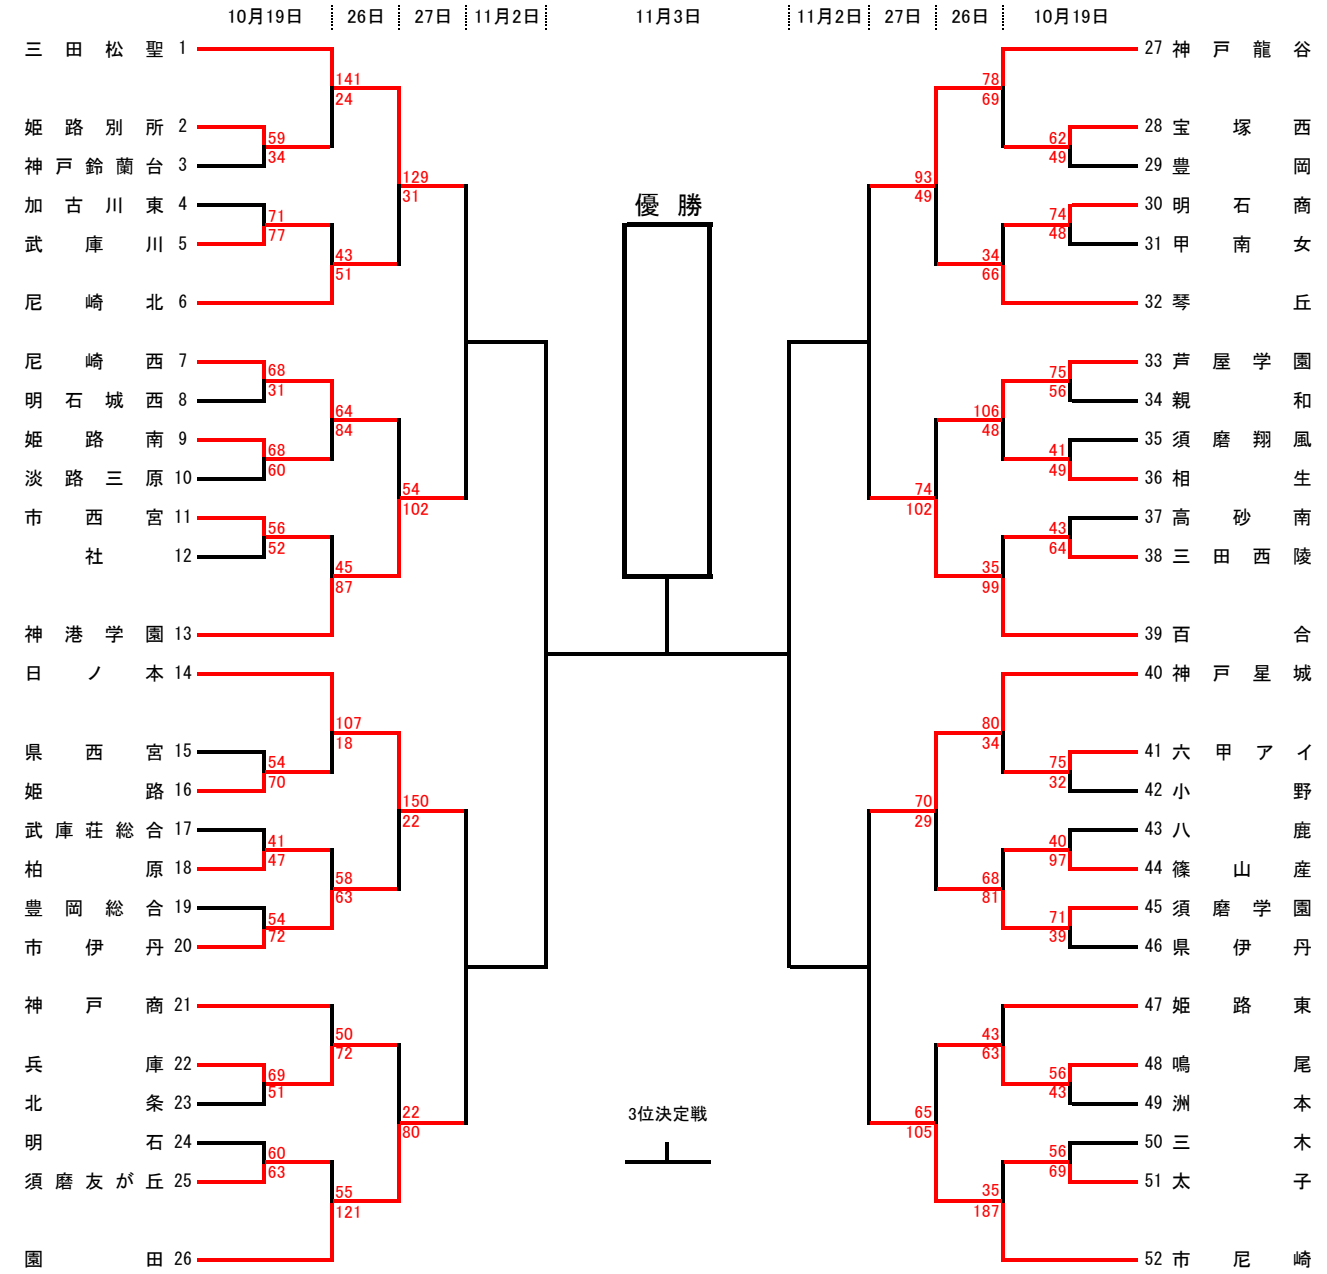 10月19日 26日 27日 11月2日 11月3日 11月2日 27日 26日 10月19日
三田松聖 1 27 神戸龍谷
141 78
24 69
姫路別所 2 28 宝塚西
59 62
34 49
神戸鈴蘭台 3 29 豊岡
129 93
31 49
加古川東 4 優勝 30 明石商
71 74
77 48
武庫川 5 31 甲南女
43 34
51 66
尼崎北 6 32 琴丘
尼崎西 7 33 芦屋学園
68 75
31 56
明石城西 8 34 親和
64 106
84 48
姫路南 9 35 須磨翔風
68 41
60 49
淡路三原 10 36 相生
54 74
102 102
市西宮 11 37 高砂南
56 43
52 64
社 12 38 三田西陵
45 35
87 99
神港学園 13 39 百合
日ノ本 14 40 神戸星城
107 80
18 34
県西宮 15 41 六甲アイ
54 75
70 32
姫路 16 42 小野
150 70
22 29
武庫荘総合 17 43 八鹿
41 40
47 97
柏原 18 44 篠山産
58 68
63 81
豊岡総合 19 45 須磨学園
54 71
72 39
市伊丹 20 46 県伊丹
神戸商 21 47 姫路東
50 43
72 63
兵庫 22 48 鳴尾
69 56
51 43
北条 23 49 洲本
22 3位決定戦 65
80 105
明石 24 50 三木
60 56
63 69
須磨友が丘 25 51 太子
55 35
121 187
園田 26 52 市尼崎